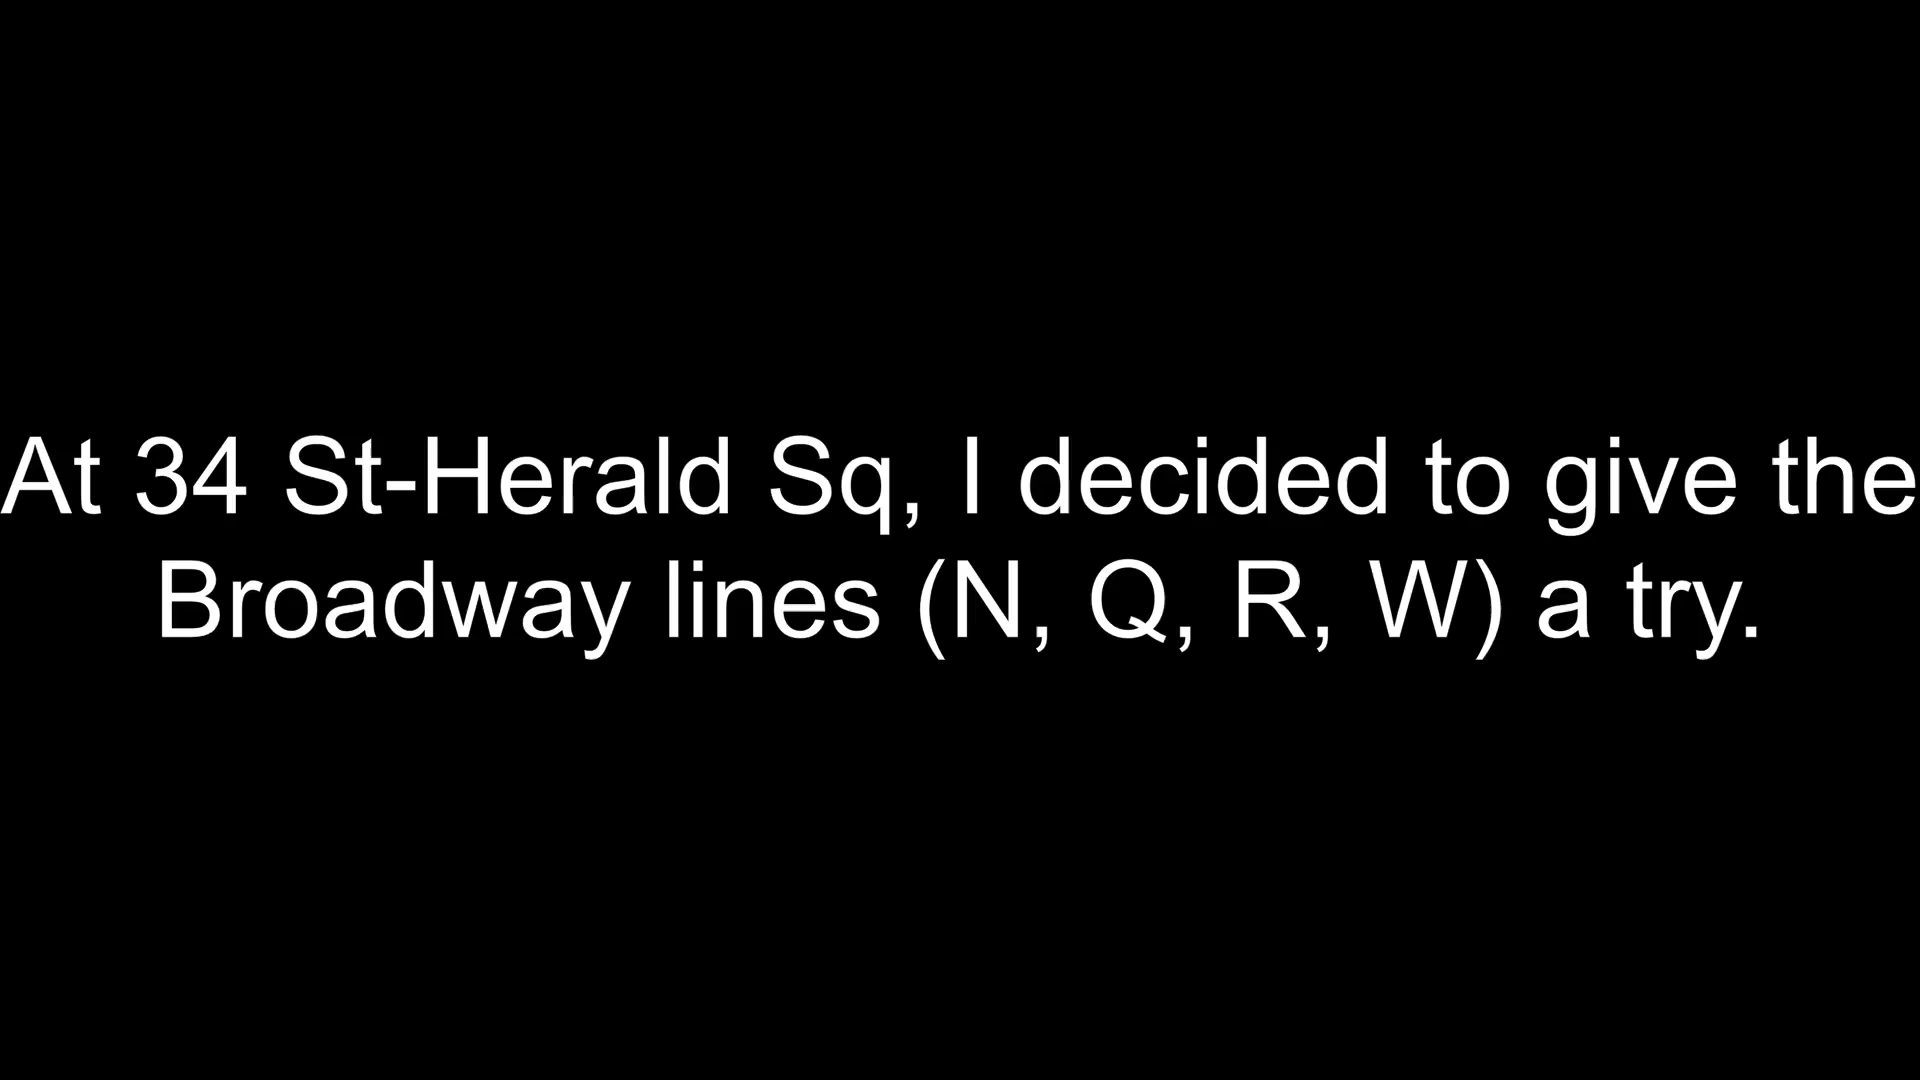 At 34 St-Herald Sq, I decided to give the
Broadway lines (N, Q, R, W) a try.